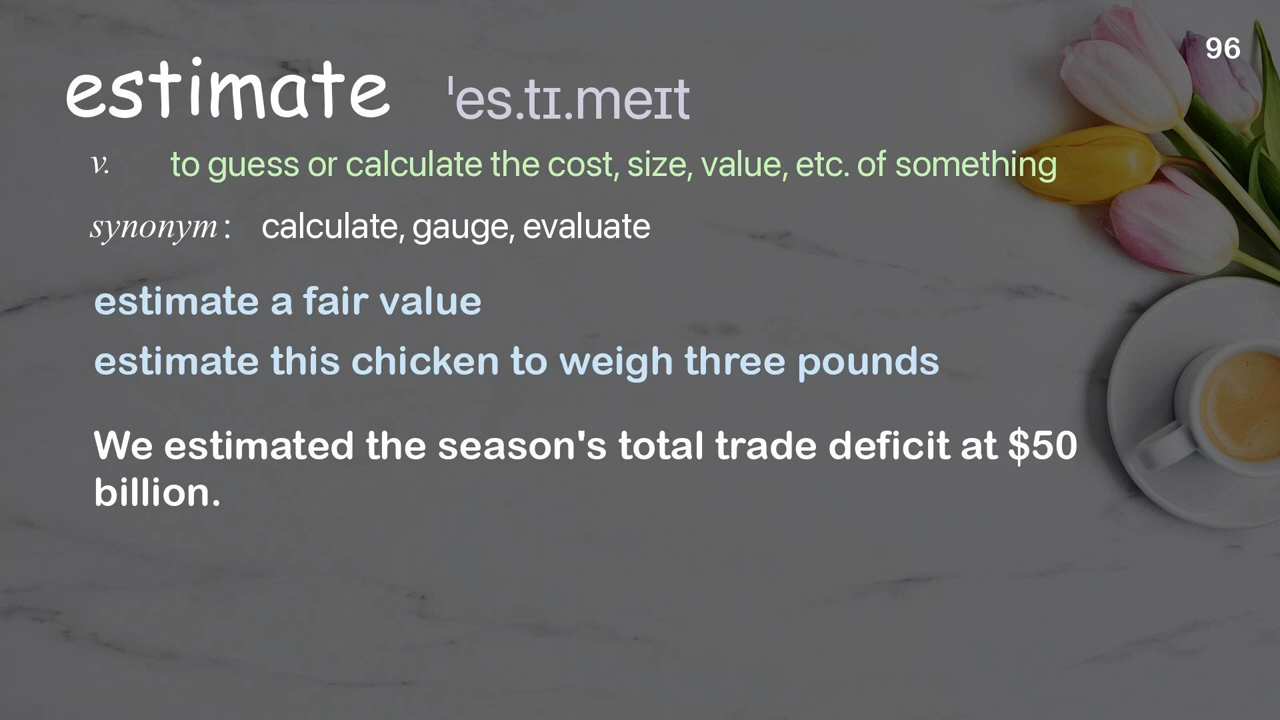 96
estimate ˈes.tɪ.meɪt
v. to guess or calculate the cost, size, value, etc. of something
synonym: calculate, gauge, evaluate
estimate a fair value
estimate this chicken to weigh three pounds
We estimated the season's total trade deficit at $50
billion.